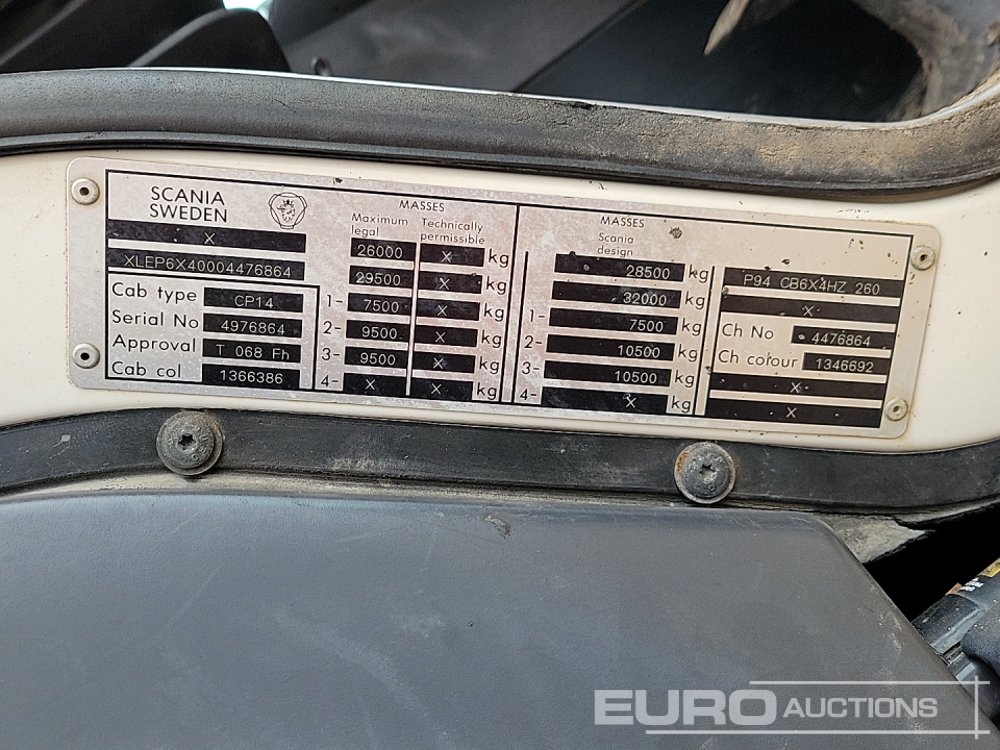 SCANIA
SWEDEN
X
XLEP6X40004476864
Cab type CP14
Serial No 4976864
Approval T 068 Fh
Cab col 1366386
MASSES
Maximum legal
Technically permissible
26000 X kg
29500 X kg
1- 7500 X kg
2- 9500 X kg
3- 9500 X kg
4- X X kg
MASSES
Scania design
28500 kg
32000 kg
1- 7500 kg
2- 10500 kg
3- 10500 kg
4- X kg
P94 CB6X4HZ 260
X
Ch No 4476864
Ch colour 1346692
X
X
EURO AUCTIONS